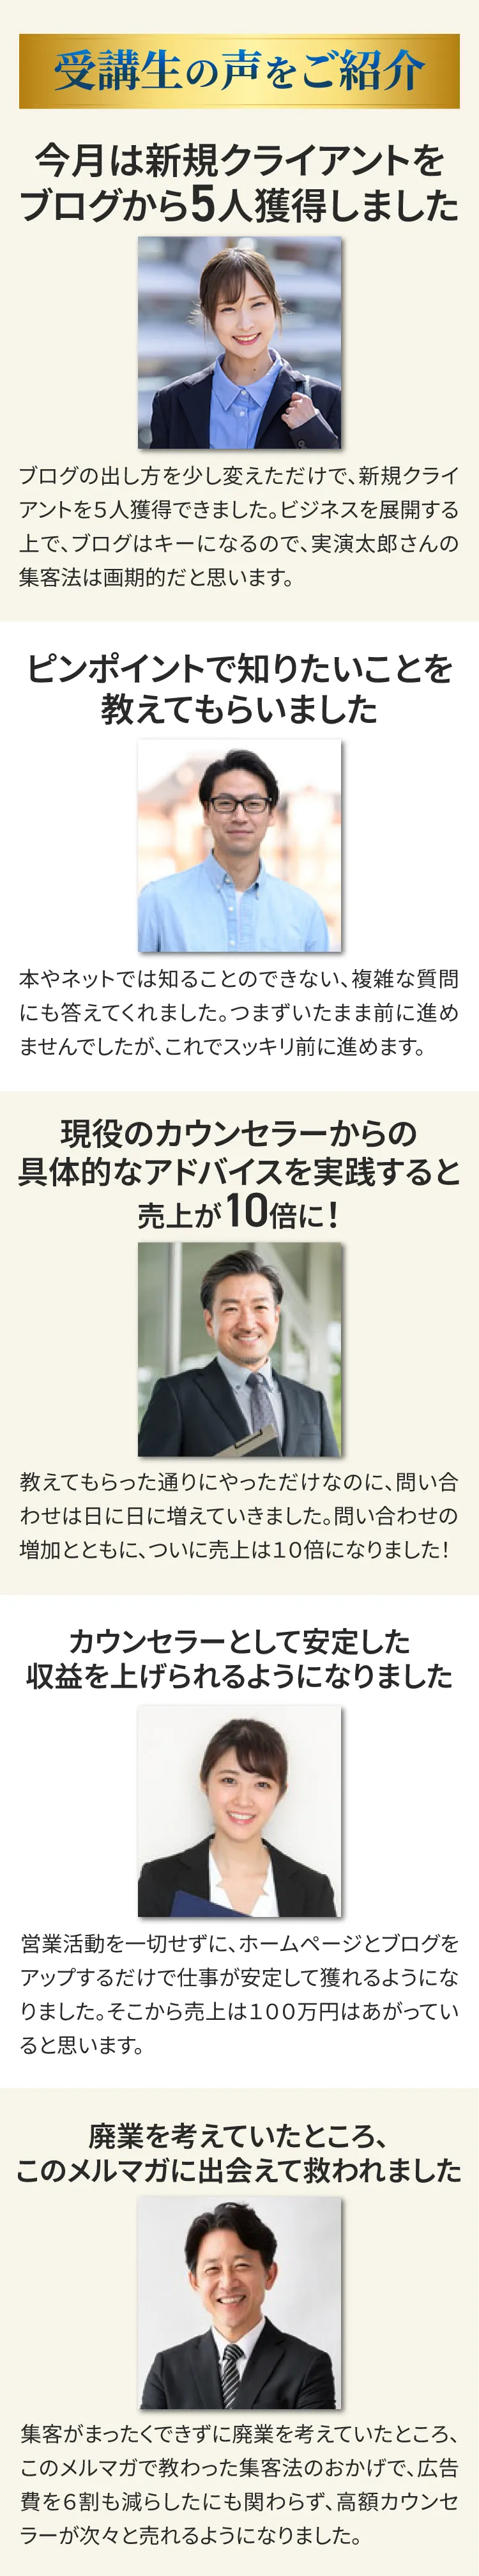 受講生の声をご紹介
今月は新規クライアントを
ブログから5人獲得しました
ブログの出し方を少し変えただけで、新規クライ
アントを５人獲得できました。ビジネスを展開する
上で、ブログはキーになるので、実演太郎さんの
集客法は画期的だと思います。
ピンポイントで知りたいことを
教えてもらいました
本やネットでは知ることのできない、複雑な質問
にも答えてくれました。つまずいたまま前に進め
ませんでしたが、これでスッキリ前に進めます。
現役のカウンセラーからの
具体的なアドバイスを実践すると
売上が10倍に！
教えてもらった通りにやっただけなのに、問い合
わせは日に日に増えていきました。問い合わせの
増加とともに、ついに売上は１０倍になりました！
カウンセラーとして安定した
収益を上げられるようになりました
営業活動を一切せずに、ホームページとブログを
アップするだけで仕事が安定して獲れるようにな
りました。そこから売上は１００万円はあがってい
ると思います。
廃業を考えていたところ、
このメルマガに出会えて救われました
集客がまったくできずに廃業を考えていたところ、
このメルマガで教わった集客法のおかげで、広告
費を６割も減らしたにも関わらず、高額カウンセ
ラーが次々と売れるようになりました。